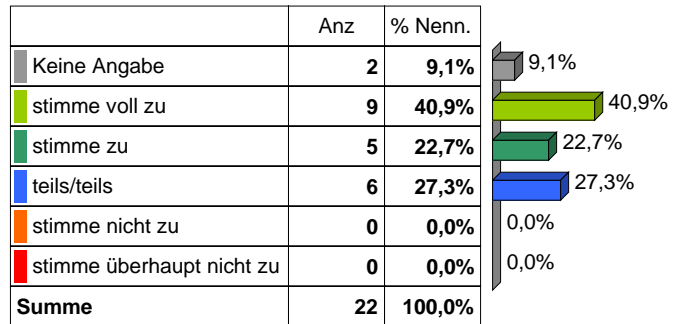 Anz % Nenn.
Keine Angabe 2 9,1% 9,1%
stimme voll zu 9 40,9% 40,9%
stimme zu 5 22,7% 22,7%
teils/teils 6 27,3% 27,3%
stimme nicht zu 0 0,0% 0,0%
stimme überhaupt nicht zu 0 0,0% 0,0%
Summe 22 100,0%